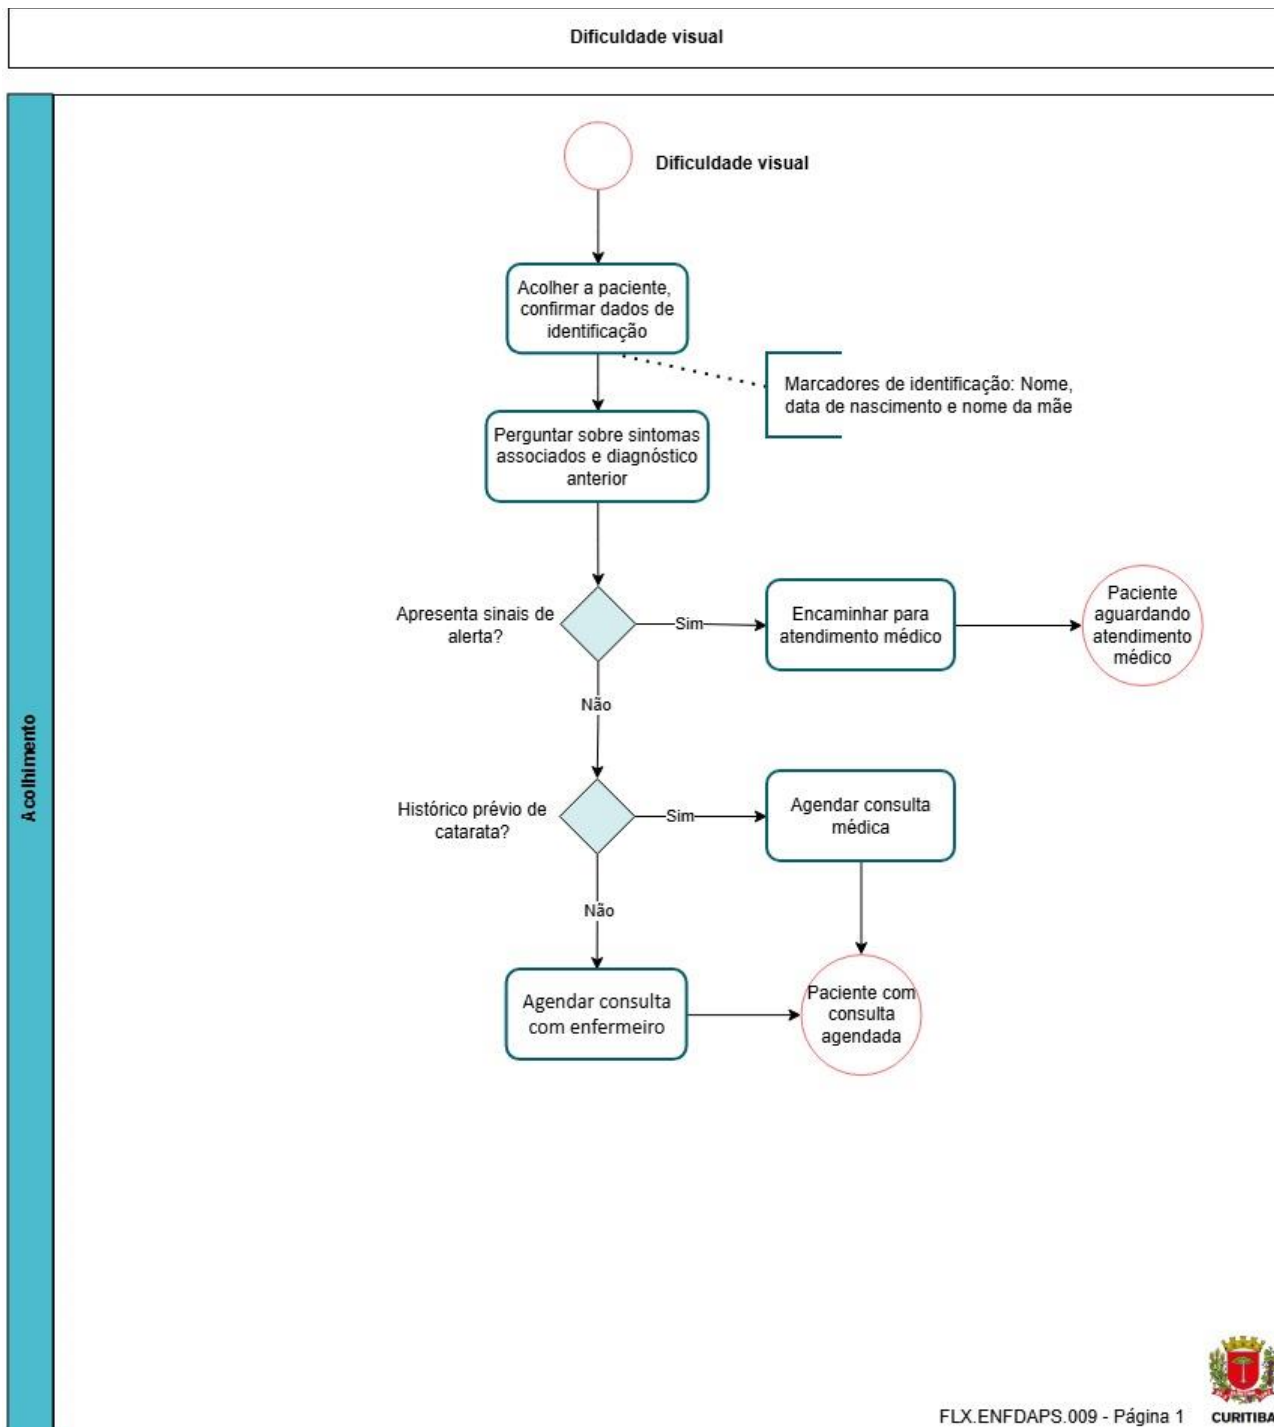 Dificuldade visual
Acolhimento
Dificuldade visual
Acolher a paciente,
confirmar dados de
identificação
Marcadores de identificação: Nome,
data de nascimento e nome da mãe
Perguntar sobre sintomas
associados e diagnóstico
anterior
Apresenta sinais de
alerta?
Sim
Encaminhar para
atendimento médico
Paciente
aguardando
atendimento
médico
Não
Histórico prévio de
catarata?
Sim
Agendar consulta
médica
Não
Agendar consulta
com enfermeiro
Paciente com
consulta
agendada
FLX.ENFDAPS.009 - Página 1
CURITIBA